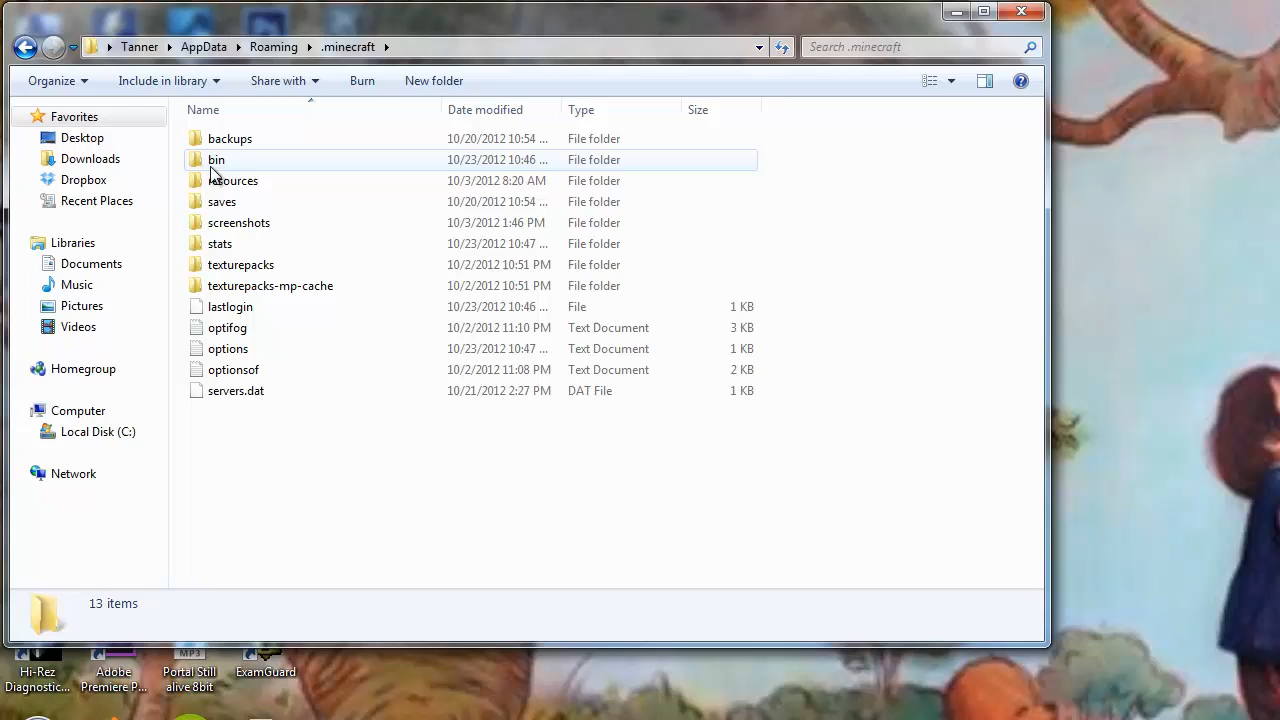 Tanner AppData Roaming .minecraft Search .minecraft
Organize Include in library Share with Burn New folder
Name Date modified Type Size
Favorites
Desktop
Downloads
Dropbox
Recent Places
Libraries
Documents
Music
Pictures
Videos
Homegroup
Computer
Local Disk (C:)
Network
backups 10/20/2012 10:54 ... File folder
bin 10/23/2012 10:46 ... File folder
resources 10/3/2012 8:20 AM File folder
saves 10/20/2012 10:54 ... File folder
screenshots 10/3/2012 1:46 PM File folder
stats 10/23/2012 10:47 ... File folder
texturepacks 10/2/2012 10:51 PM File folder
texturepacks-mp-cache 10/2/2012 10:51 PM File folder
lastlogin 10/23/2012 10:46 ... File 1 KB
optifog 10/2/2012 11:10 PM Text Document 3 KB
options 10/23/2012 10:47 ... Text Document 1 KB
optionsof 10/2/2012 11:08 PM Text Document 2 KB
servers.dat 10/21/2012 2:27 PM DAT File 1 KB
13 items
MP3
Hi-Rez
Diagnostic...
Adobe
Premiere P...
Portal Still
alive 8bit
ExamGuard